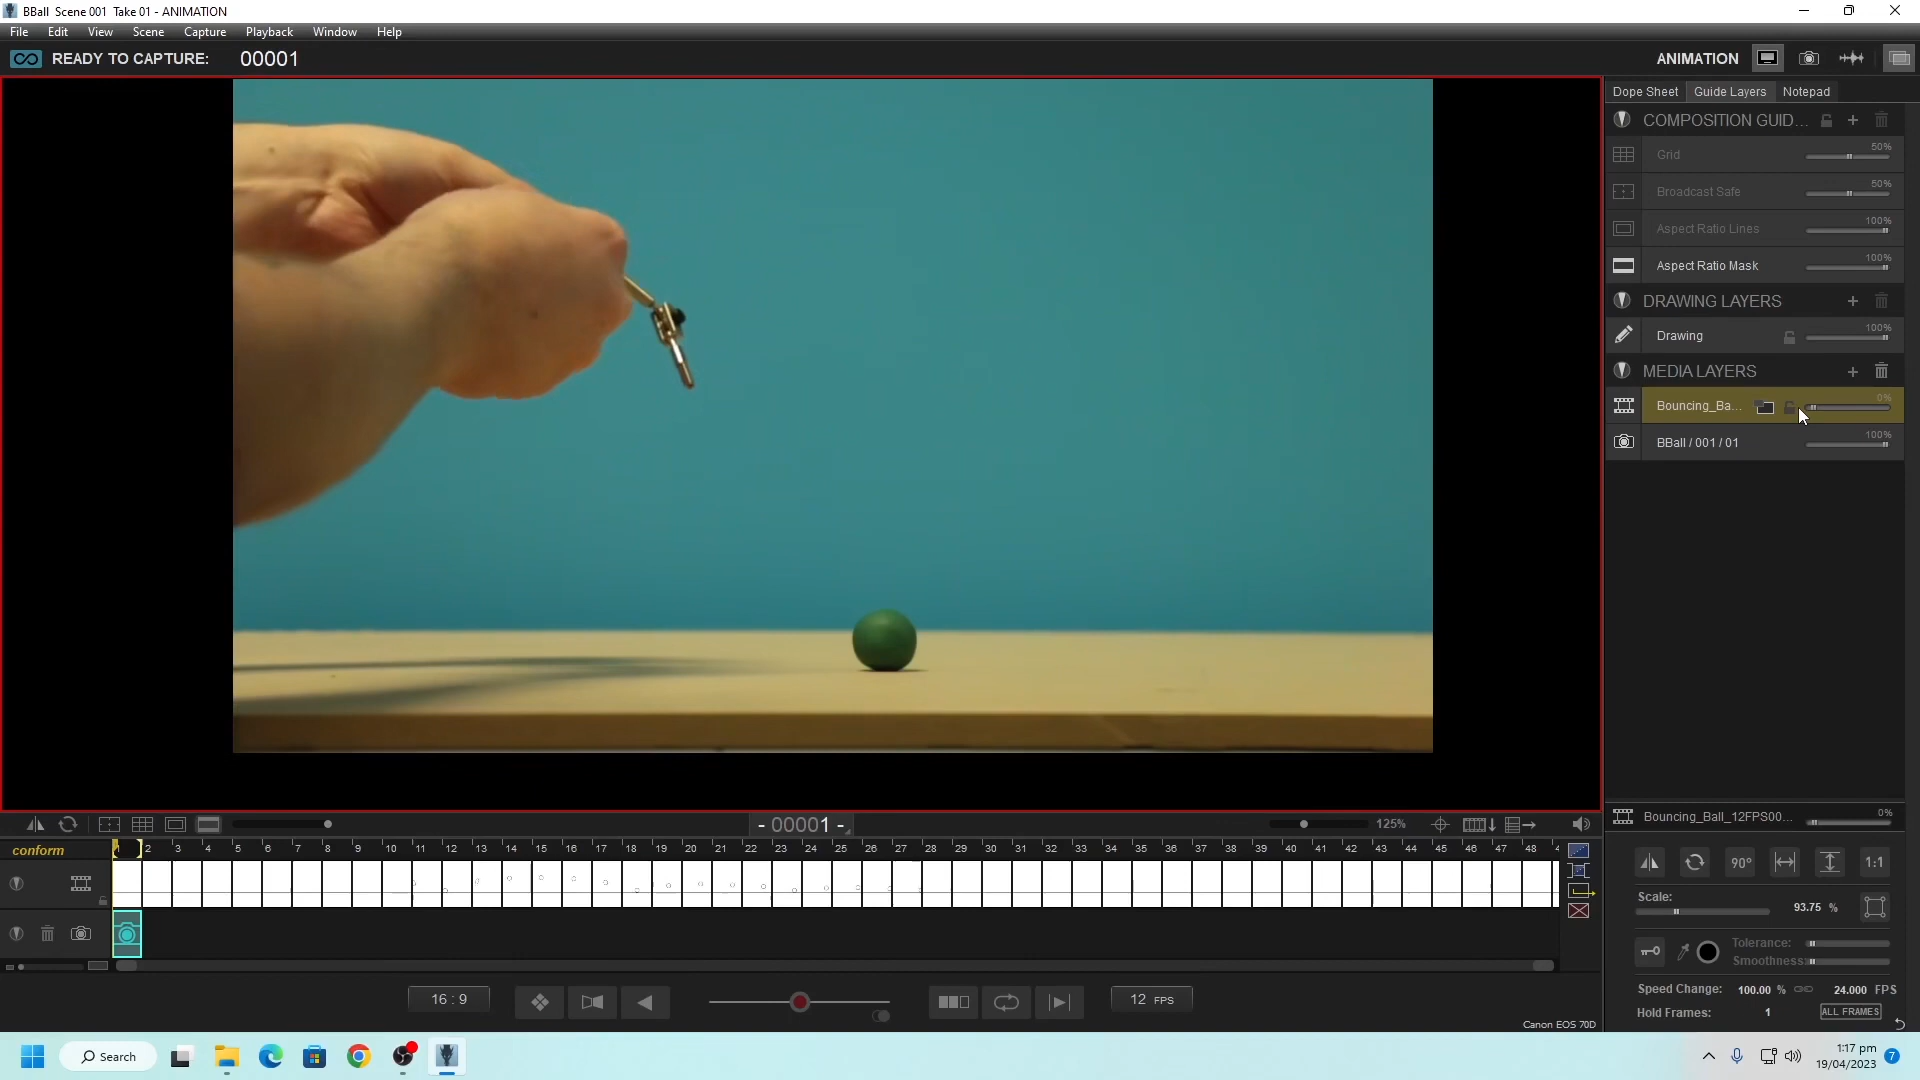 BBall  Scene 001  Take 01 - ANIMATION
File Edit View Scene Capture Playback Window Help
READY TO CAPTURE: 00001
ANIMATION
Dope Sheet Guide Layers Notepad
COMPOSITION GUID...
Grid 50%
Broadcast Safe 50%
Aspect Ratio Lines 100%
Aspect Ratio Mask 100%
DRAWING LAYERS
Drawing 100%
MEDIA LAYERS
Bouncing_Ba... 0%
BBall / 001 / 01 100%
- 00001 -
125%
Bouncing_Ball_12FPS00... 0%
90° 1:1
Scale: 93.75 %
Tolerance:
Smoothness:
Speed Change: 100.00 % 24.000 FPS
Hold Frames: 1 ALL FRAMES
conform
1 2 3 4 5 6 7 8 9 10 11 12 13 14 15 16 17 18 19 20 21 22 23 24 25 26 27 28 29 30 31 32 33 34 35 36 37 38 39 40 41 42 43 44 45 46 47 48
16 : 9
12 FPS
Canon EOS 70D
Search
1:17 pm
19/04/2023
7